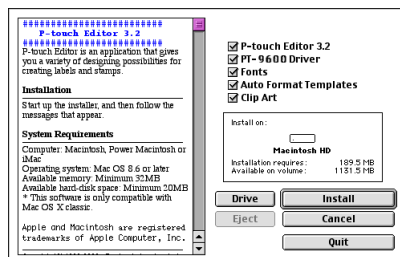 ########################
P-touch Editor 3.2
########################
P-touch Editor is an application that gives
you a variety of designing possibilities for
creating labels and stamps.
Installation
Start up the installer, and then follow the
messages that appear.
System Requirements
Computer: Macintosh, Power Macintosh or
iMac
Operating system: Mac OS 8.6 or later
Available memory: Minimum 32MB
Available hard-disk space: Minimum 20MB
* This software is only compatible with
Mac OS X classic.
Apple and Macintosh are registered
trademarks of Apple Computer, Inc.
P-touch Editor 3.2
PT-9600 Driver
Fonts
Auto Format Templates
Clip Art
Install on:
Macintosh HD
Installation requires: 189.5 MB
Available on volume: 1131.5 MB
Drive
Install
Eject
Cancel
Quit